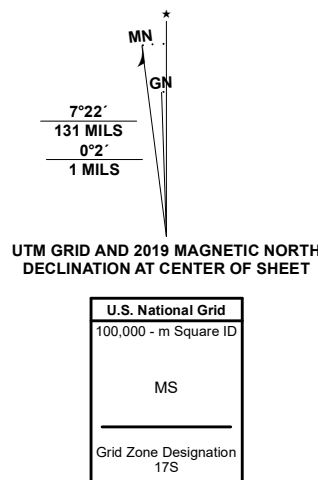 ★
MN
GN
7°22´
131 MILS
0°2´
1 MILS
UTM GRID AND 2019 MAGNETIC NORTH
DECLINATION AT CENTER OF SHEET
U.S. National Grid
100,000 - m Square ID
MS
Grid Zone Designation
17S